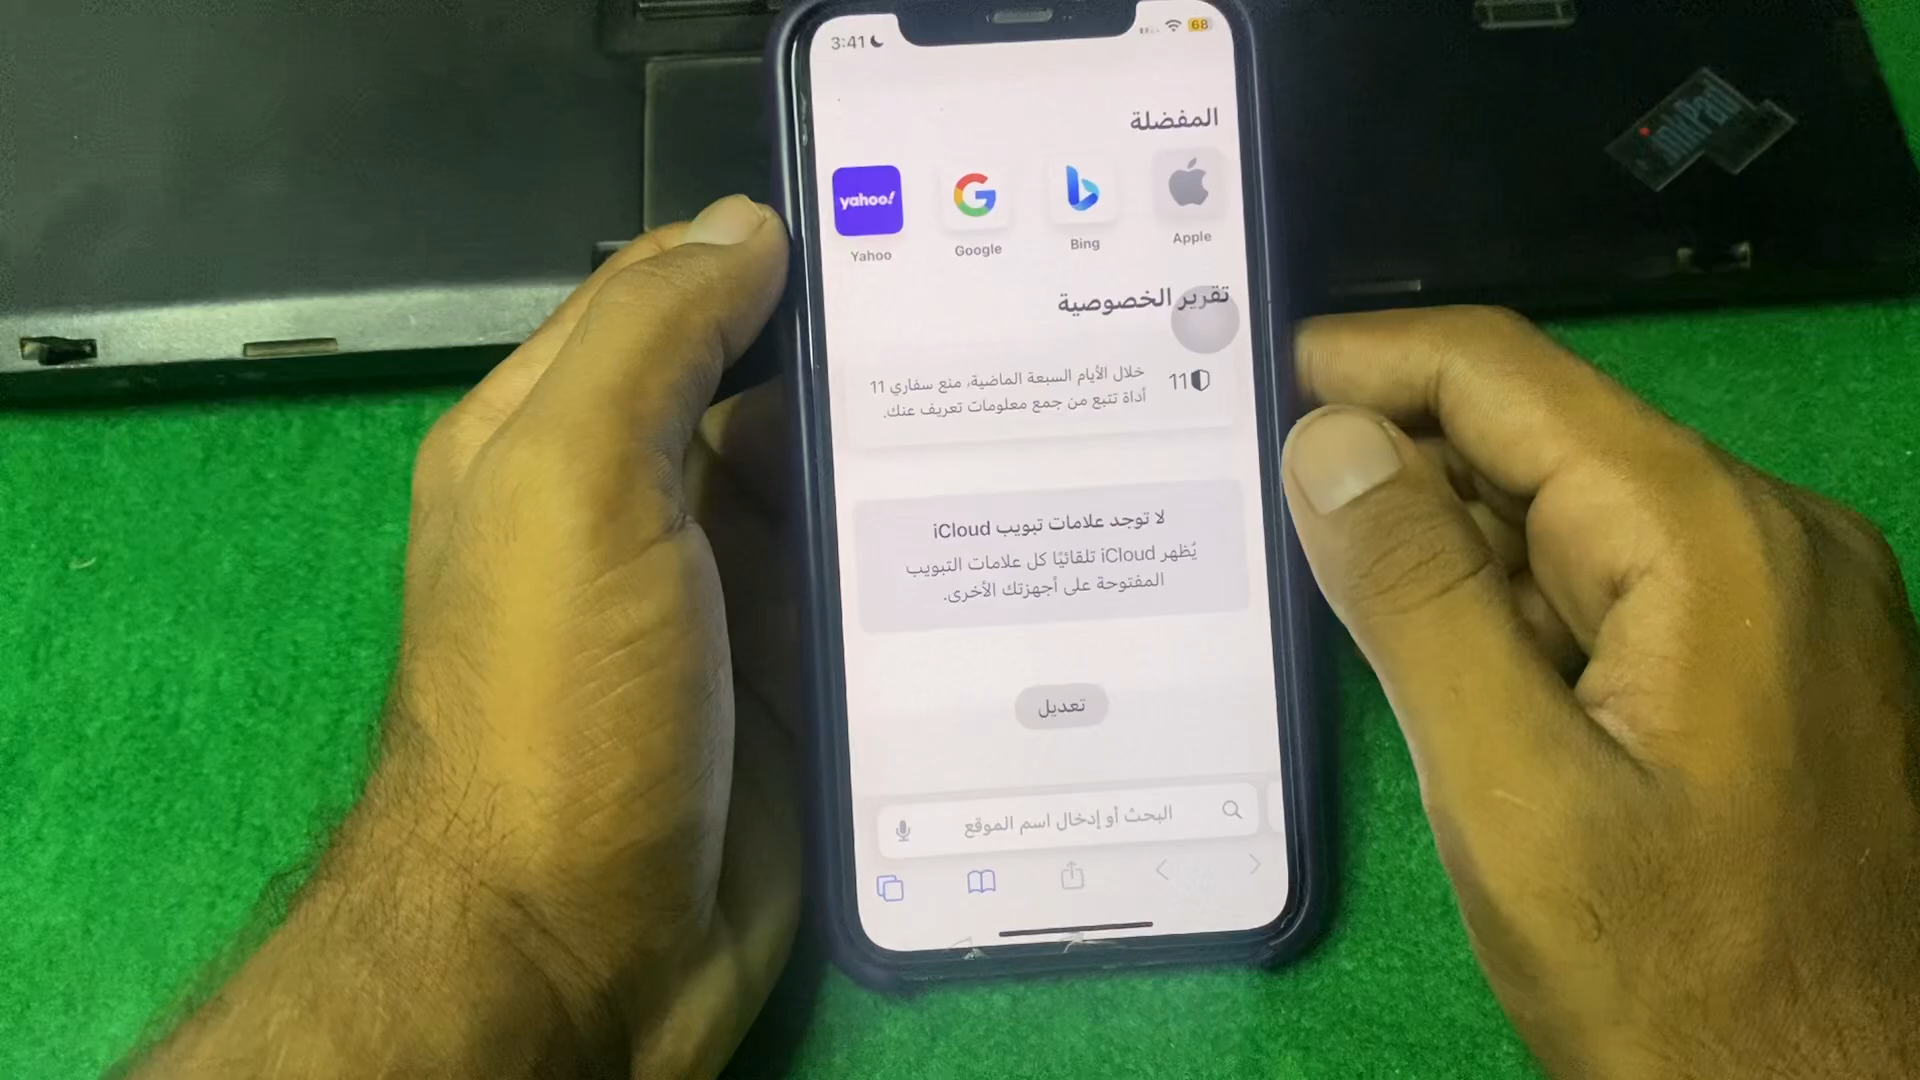 3:41
68
المفضلة
Apple
Bing
Google
yahoo!
Yahoo
تقرير الخصوصية
11
خلال الأيام السبعة الماضية، منع سفاري 11
أداة تتبع من جمع معلومات تعريف عنك.
لا توجد علامات تبويب iCloud
يُظهر iCloud تلقائيًا كل علامات التبويب
المفتوحة على أجهزتك الأخرى.
تعديل
البحث أو إدخال اسم الموقع
inkPad